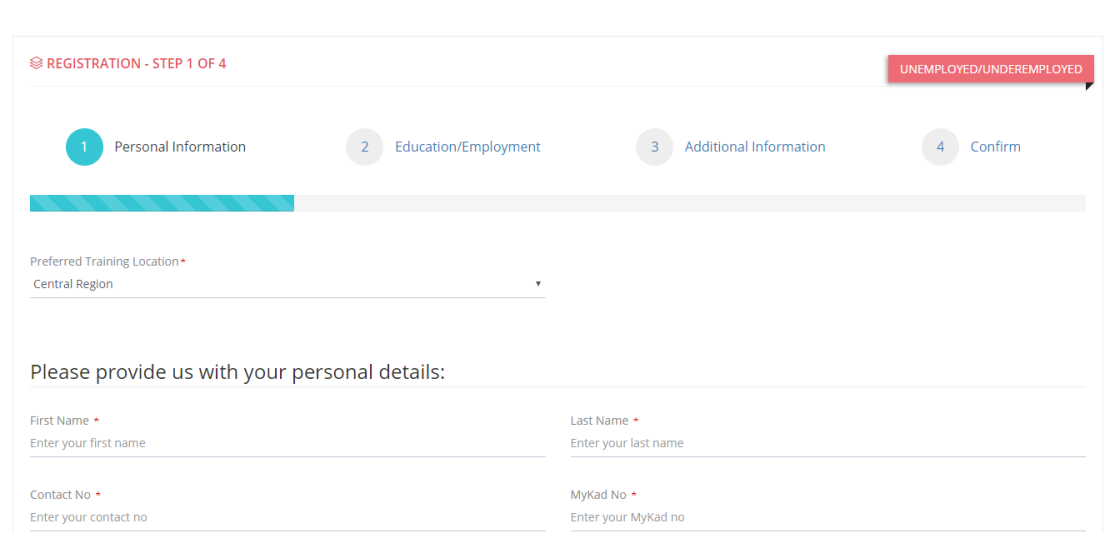 REGISTRATION - STEP 1 OF 4
UNEMPLOYED/UNDEREMPLOYED
1 Personal Information
2 Education/Employment
3 Additional Information
4 Confirm
Preferred Training Location*
Central Region
Please provide us with your personal details:
First Name *
Enter your first name
Last Name *
Enter your last name
Contact No *
Enter your contact no
MyKad No *
Enter your MyKad no